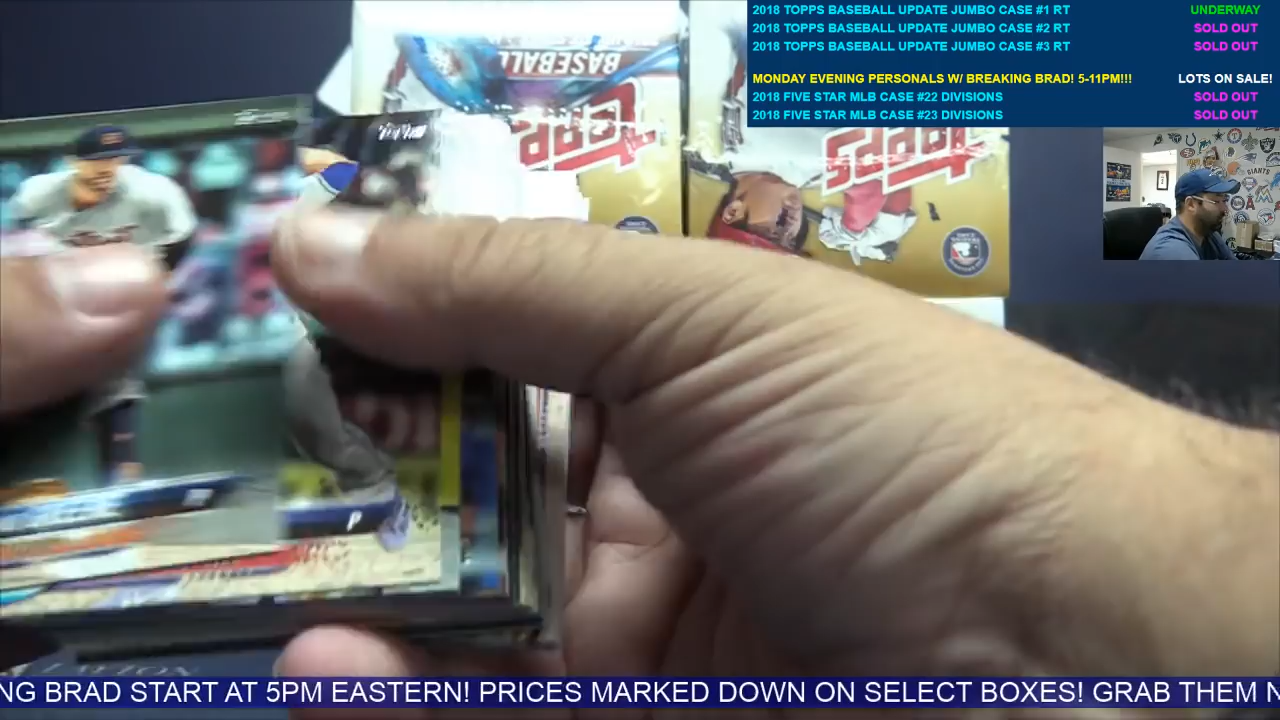 2018 TOPPS BASEBALL UPDATE JUMBO CASE #1 RT UNDERWAY
2018 TOPPS BASEBALL UPDATE JUMBO CASE #2 RT SOLD OUT
2018 TOPPS BASEBALL UPDATE JUMBO CASE #3 RT SOLD OUT
MONDAY EVENING PERSONALS W/ BREAKING BRAD! 5-11PM!!! LOTS ON SALE!
2018 FIVE STAR MLB CASE #22 DIVISIONS SOLD OUT
2018 FIVE STAR MLB CASE #23 DIVISIONS SOLD OUT
BASEBALL
Topps
Topps
GIANTS
P
NG BRAD START AT 5PM EASTERN! PRICES MARKED DOWN ON SELECT BOXES! GRAB THEM N